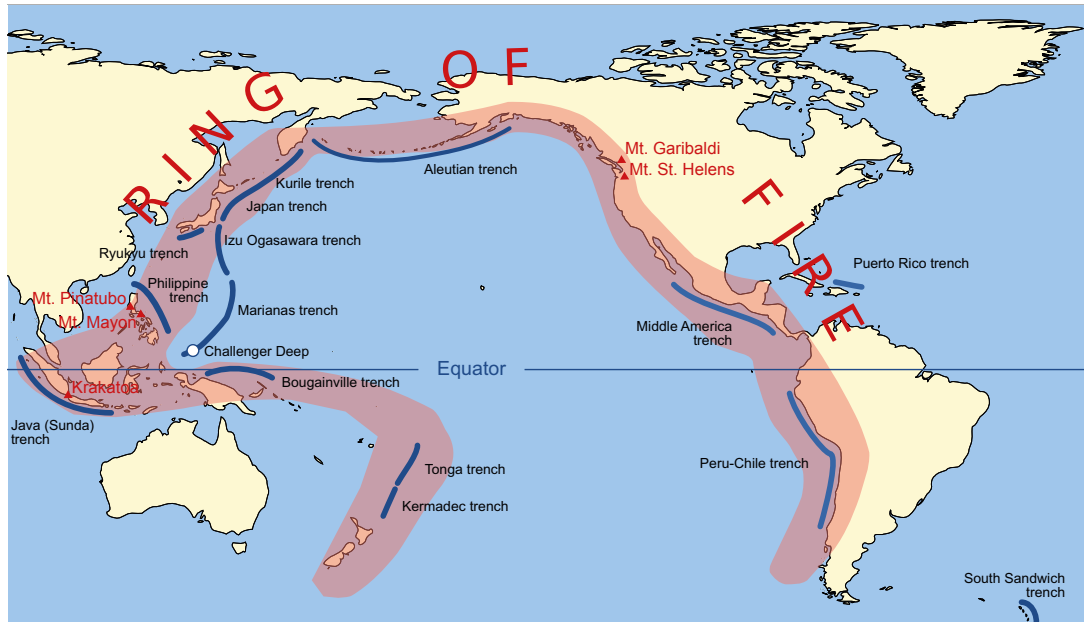 RING OF FIRE
Mt. Garibaldi
Mt. St. Helens
Aleutian trench
Kurile trench
Japan trench
Izu Ogasawara trench
Ryukyu trench
Philippine
trench
Puerto Rico trench
Mt. Pinatubo
Mt. Mayon
Marianas trench
Middle America
trench
Challenger Deep
Equator
Bougainville trench
Krakatoa
Java (Sunda)
trench
Tonga trench
Peru-Chile trench
Kermadec trench
South Sandwich
trench